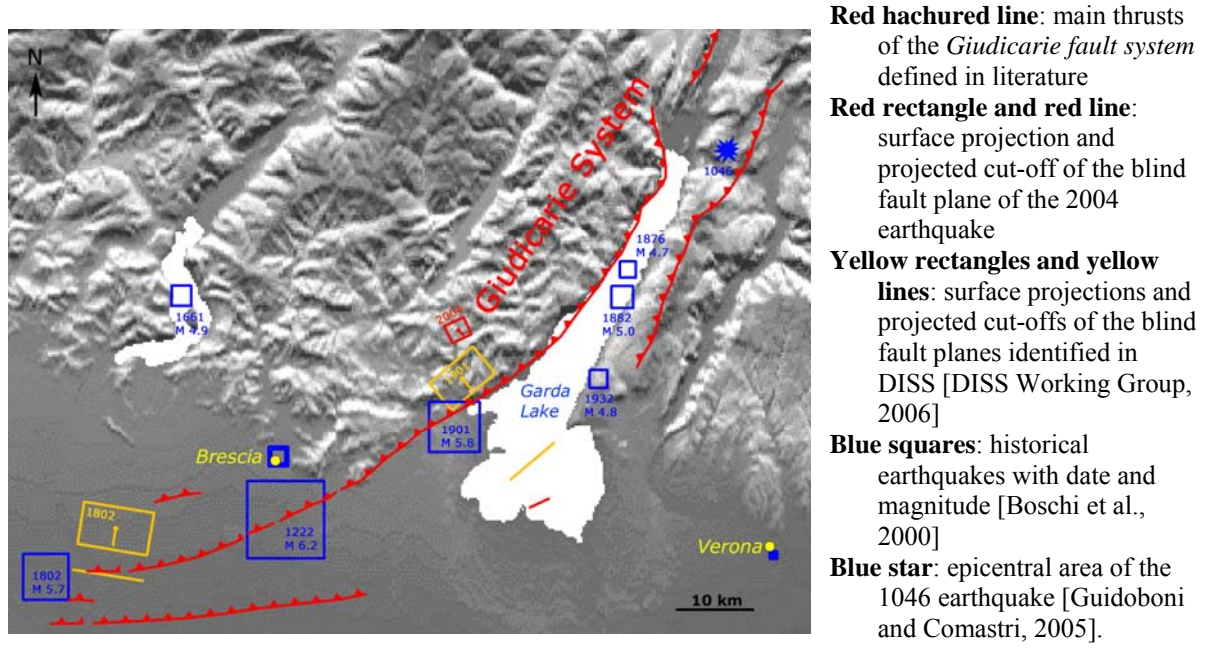 N
Giudicarie System
1046
1876
M 4.7
1661
M 4.9
1882
M 5.0
2004
1901
Garda
Lake
1932
M 4.8
1901
M 5.8
Brescia
1802
1222
M 6.2
Verona
1802
M 5.7
10 km
Red hachured line: main thrusts
of the Giudicarie fault system
defined in literature
Red rectangle and red line:
surface projection and
projected cut-off of the blind
fault plane of the 2004
earthquake
Yellow rectangles and yellow
lines: surface projections and
projected cut-offs of the blind
fault planes identified in
DISS [DISS Working Group,
2006]
Blue squares: historical
earthquakes with date and
magnitude [Boschi et al.,
2000]
Blue star: epicentral area of the
1046 earthquake [Guidoboni
and Comastri, 2005].